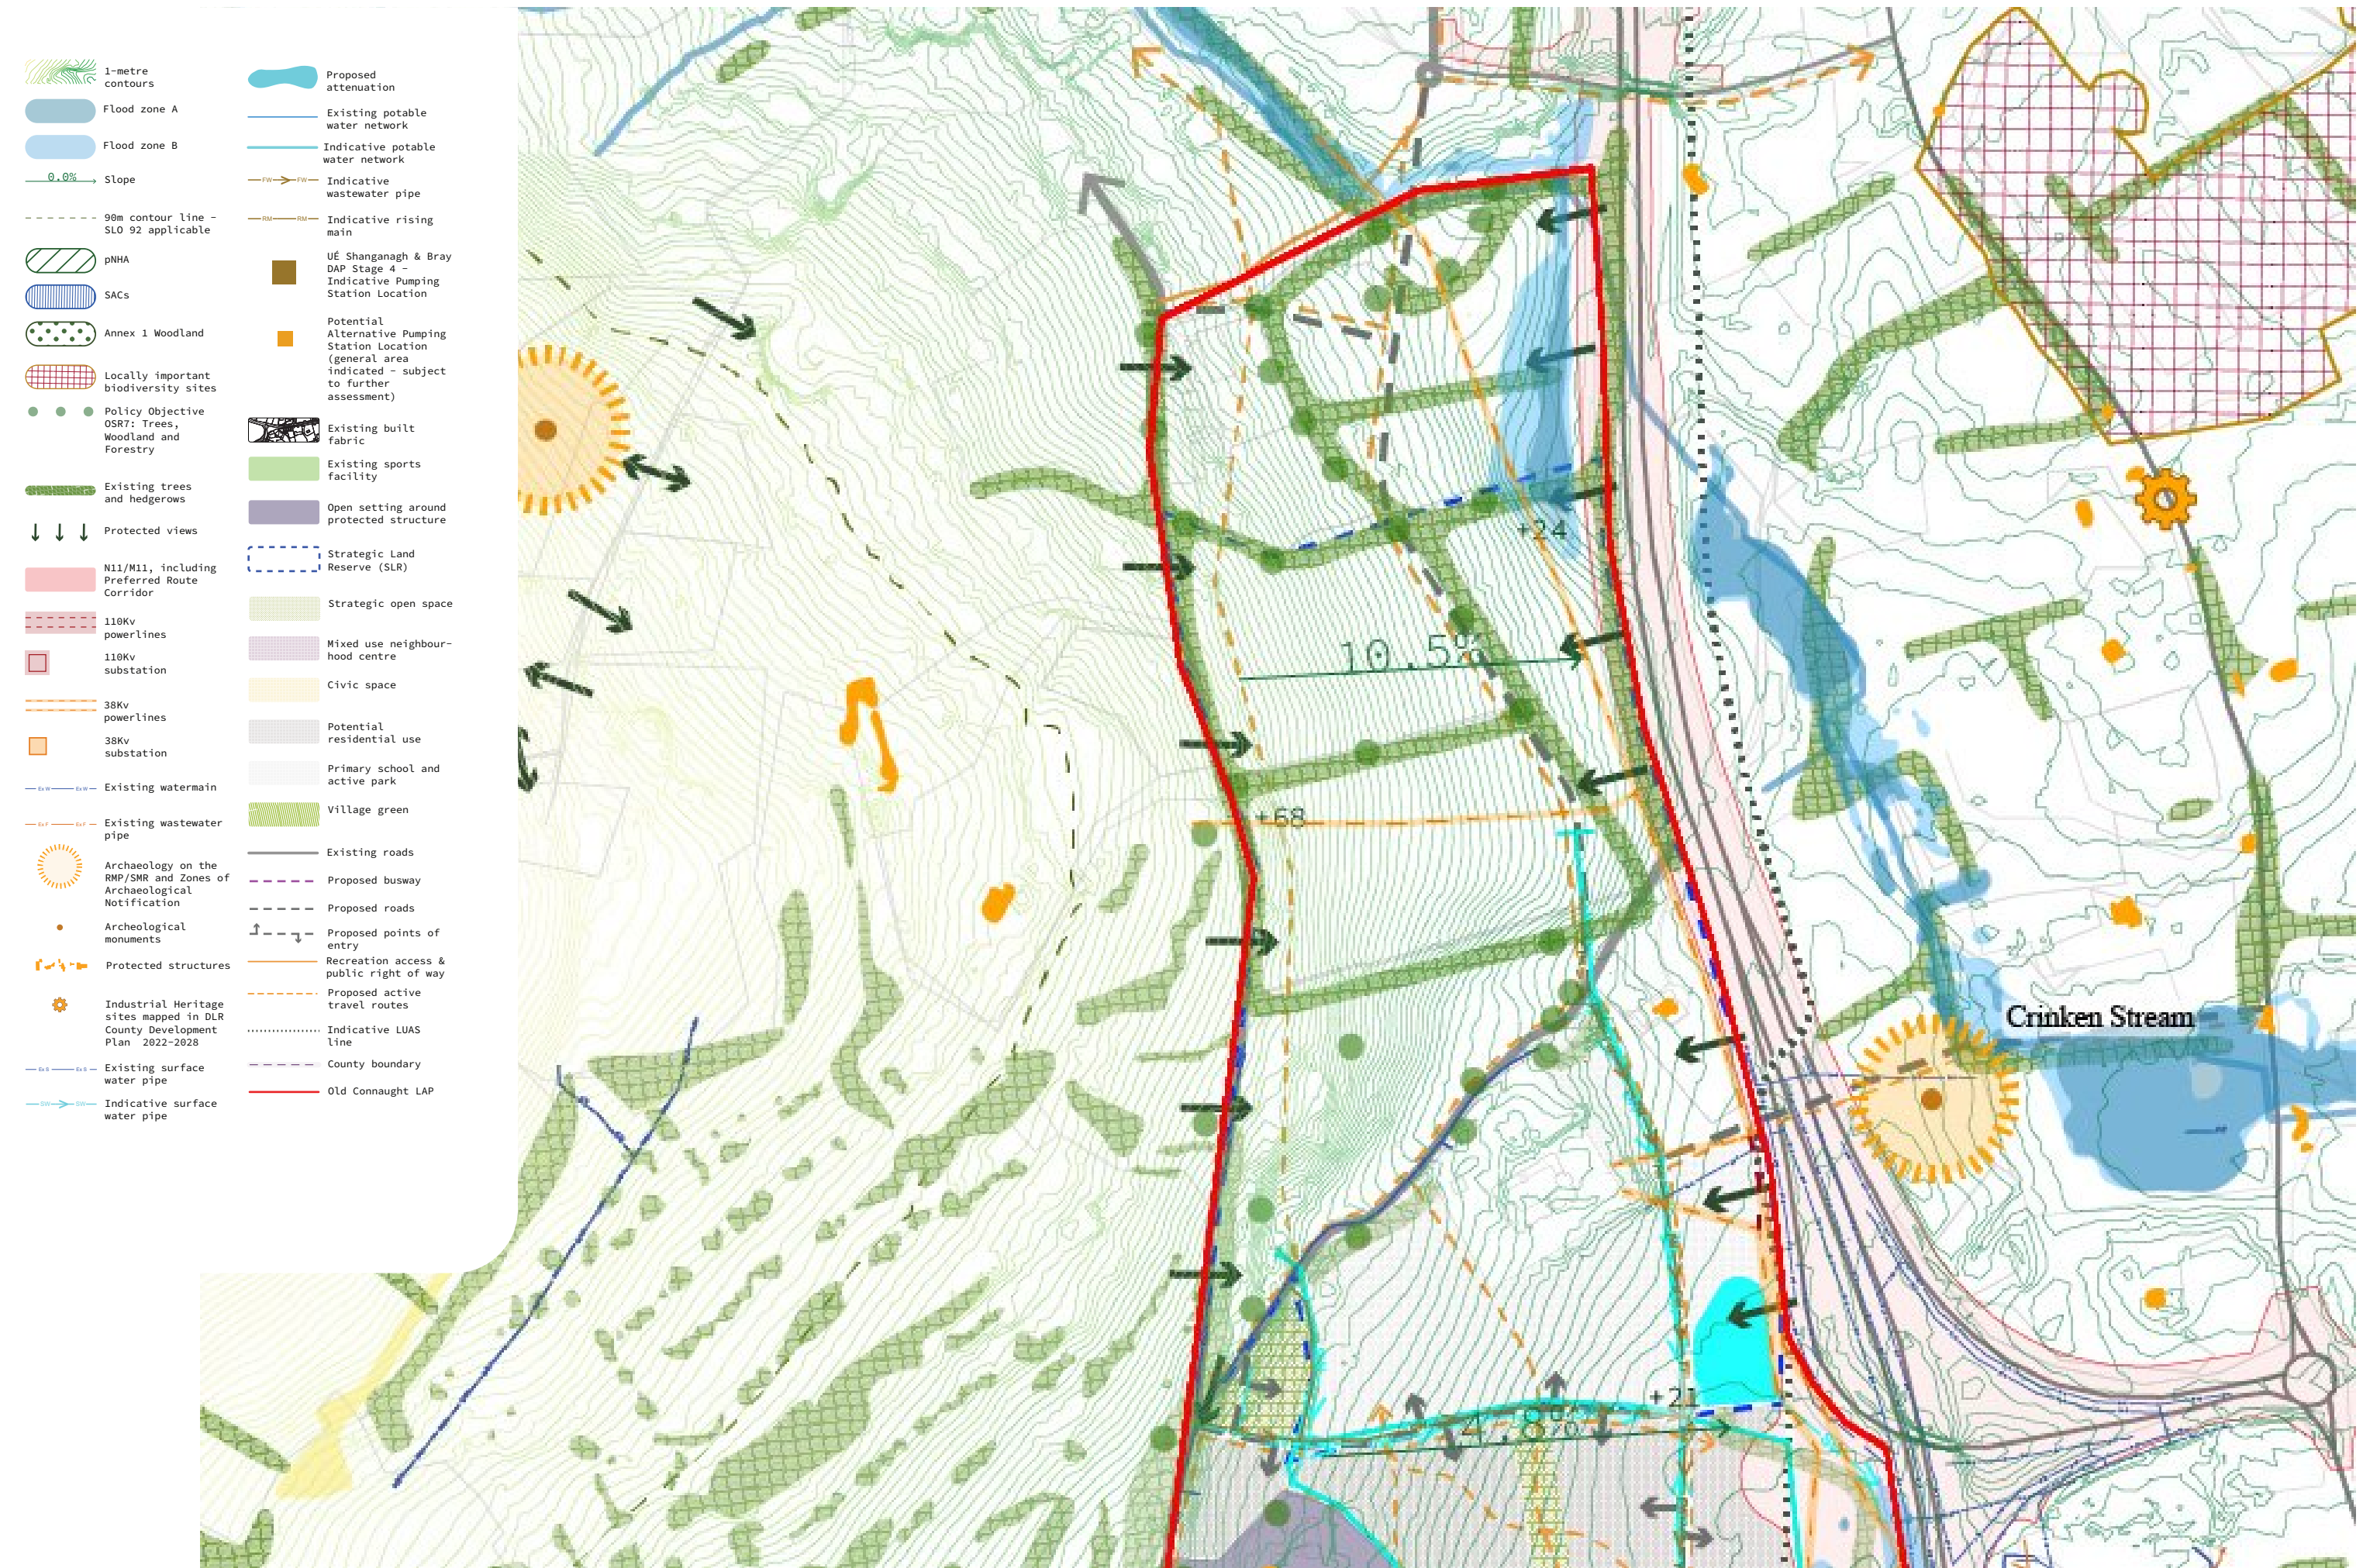 1-metre
contours
Flood zone A
Flood zone B
0.0%
Slope
90m contour line -
SLO 92 applicable
pNHA
SACs
Annex 1 Woodland
Locally important
biodiversity sites
Policy Objective
OSR7: Trees,
Woodland and
Forestry
Existing trees
and hedgerows
Protected views
N11/M11, including
Preferred Route
Corridor
110Kv
powerlines
110Kv
substation
38Kv
powerlines
38Kv
substation
Existing watermain
Existing wastewater
pipe
Archaeology on the
RMP/SMR and Zones of
Archaeological
Notification
Archeological
monuments
Protected structures
Industrial Heritage
sites mapped in DLR
County Development
Plan 2022-2028
Existing surface
water pipe
Indicative surface
water pipe
Proposed
attenuation
Existing potable
water network
Indicative potable
water network
FW FW
Indicative
wastewater pipe
RM RM
Indicative rising
main
UÉ Shanganagh & Bray
DAP Stage 4 -
Indicative Pumping
Station Location
Potential
Alternative Pumping
Station Location
(general area
indicated - subject
to further
assessment)
Existing built
fabric
Existing sports
facility
Open setting around
protected structure
Strategic Land
Reserve (SLR)
Strategic open space
Mixed use neighbour-
hood centre
Civic space
Potential
residential use
Primary school and
active park
Village green
Existing roads
Proposed busway
Proposed roads
Proposed points of
entry
Recreation access &
public right of way
Proposed active
travel routes
Indicative LUAS
line
County boundary
Old Connaught LAP
+24
10.5%
+68
Crinken Stream
+21